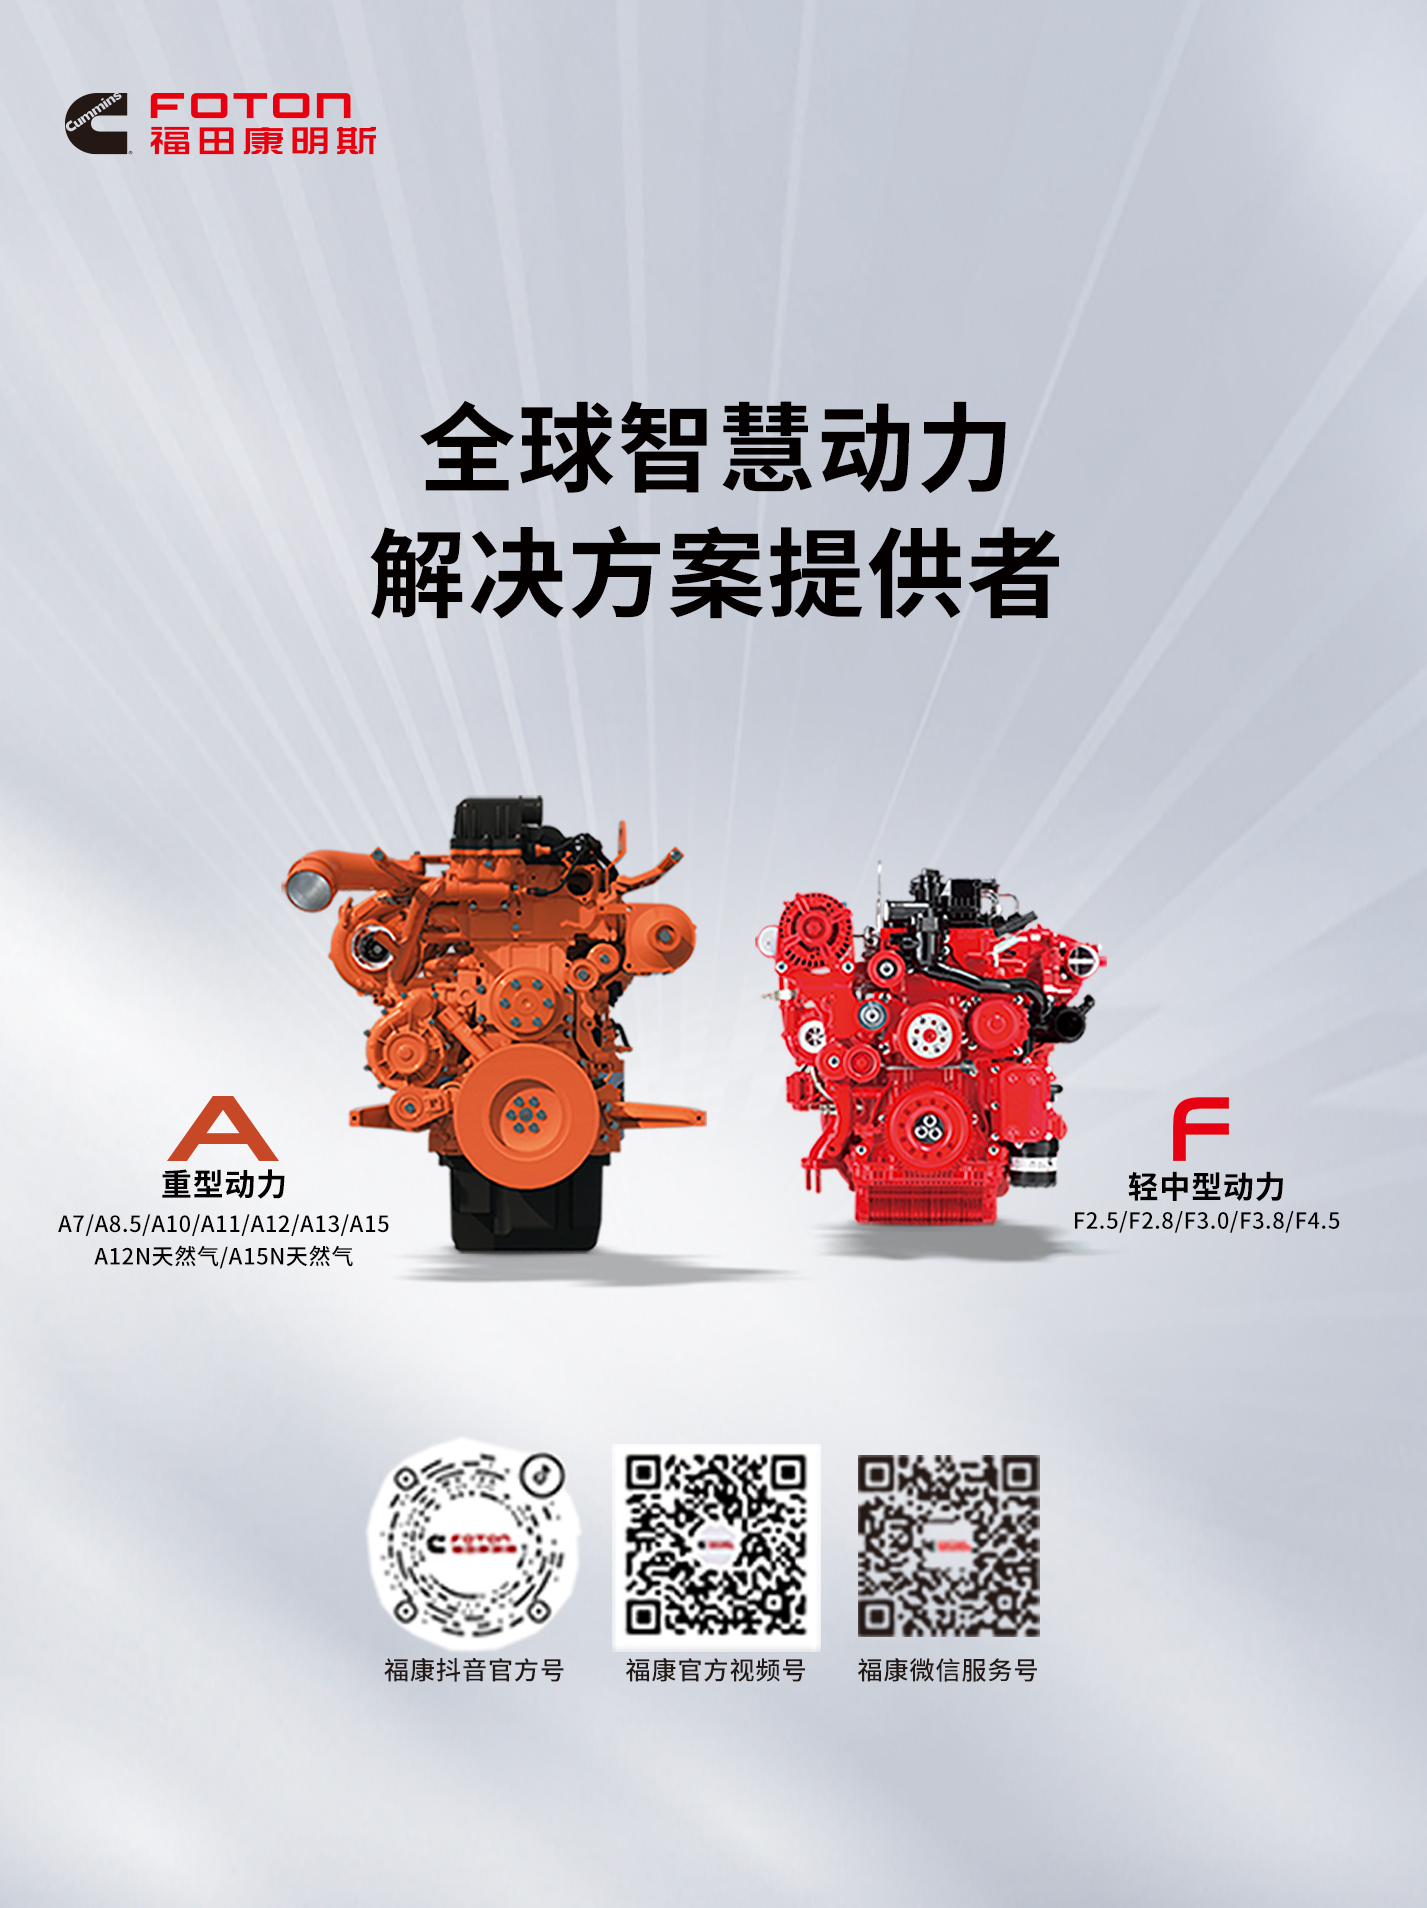 Cummins
FOTON
福田康明斯
全球智慧动力
解决方案提供者
A
重型动力
A7/A8.5/A10/A11/A12/A13/A15
A12N天然气/A15N天然气
F
轻中型动力
F2.5/F2.8/F3.0/F3.8/F4.5
FOTON
福康抖音官方号
福康官方视频号
福康微信服务号